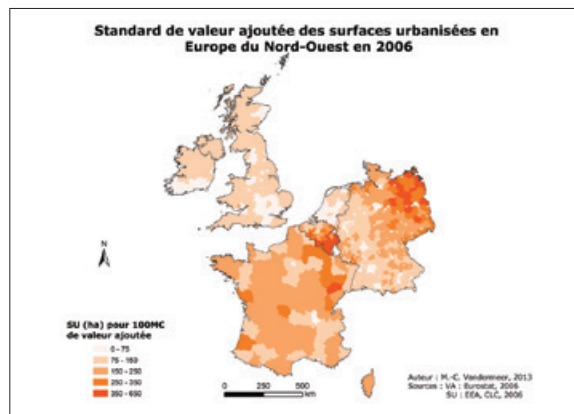 Standard de valeur ajoutée des surfaces urbanisées en
Europe du Nord-Ouest en 2006
N
SU (ha) pour 100M€
de valeur ajoutée
0 - 75
75 - 150
150 - 250
250 - 350
350 - 650
0 250 500
km
Auteur : M.-C. Vandermeer, 2013
Sources : VA : Eurostat, 2006
SU : EEA, CLC, 2006